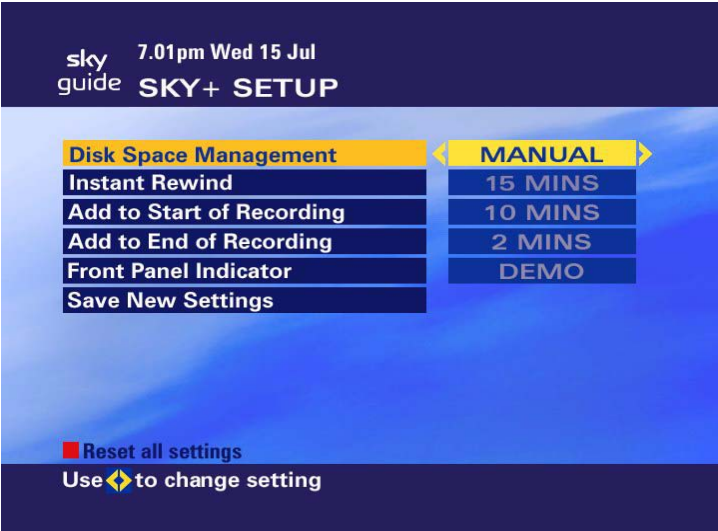 sky
guide
7.01pm Wed 15 Jul
SKY+ SETUP
Disk Space Management MANUAL
Instant Rewind 15 MINS
Add to Start of Recording 10 MINS
Add to End of Recording 2 MINS
Front Panel Indicator DEMO
Save New Settings
Reset all settings
Use to change setting